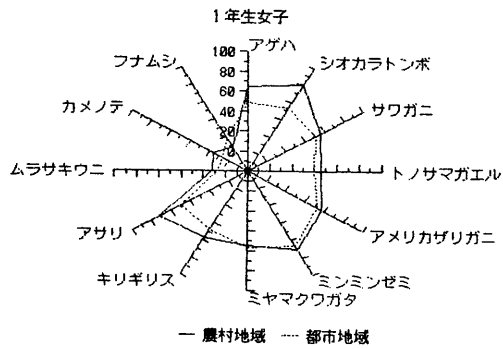 1年生女子
アゲハ
シオカラトンボ
サワガニ
トノサマガエル
アメリカザリガニ
ミンミンゼミ
ミヤマクワガタ
キリギリス
アサリ
ムラサキウニ
カメノテ
フナムシ
100
80
60
40
20
0
農村地域 都市地域